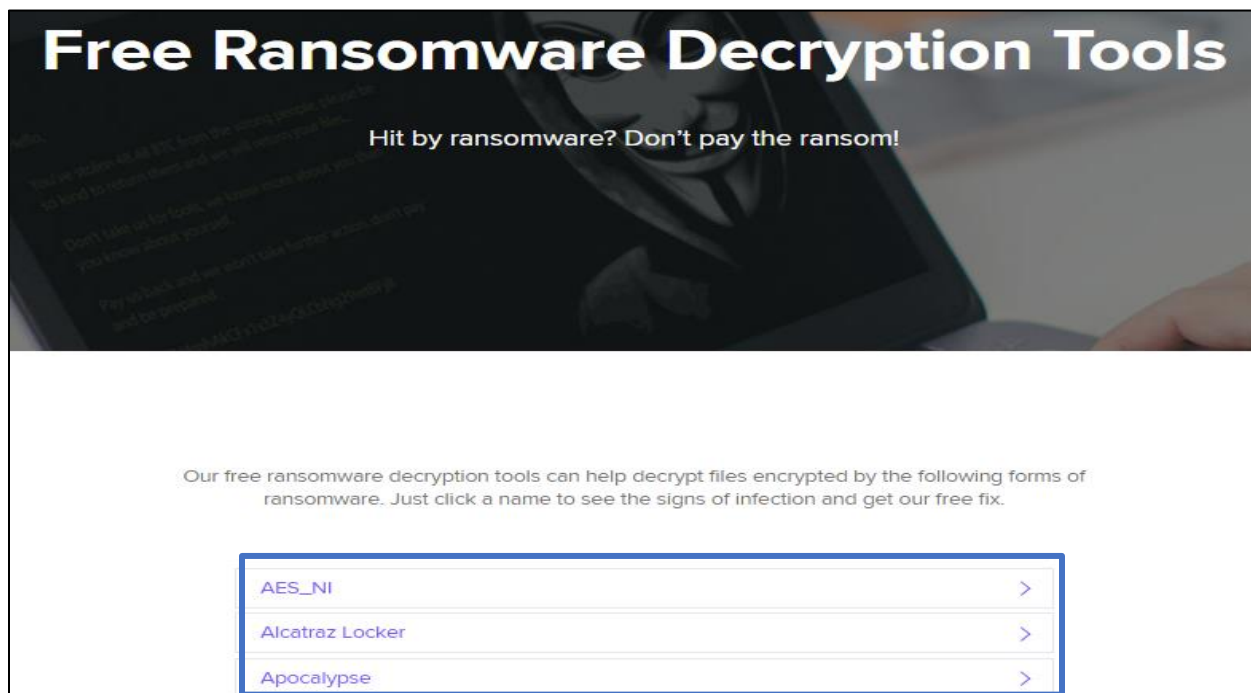 Free Ransomware Decryption Tools
Hit by ransomware? Don't pay the ransom!
Our free ransomware decryption tools can help decrypt files encrypted by the following forms of
ransomware. Just click a name to see the signs of infection and get our free fix.
AES_NI
Alcatraz Locker
Apocalypse